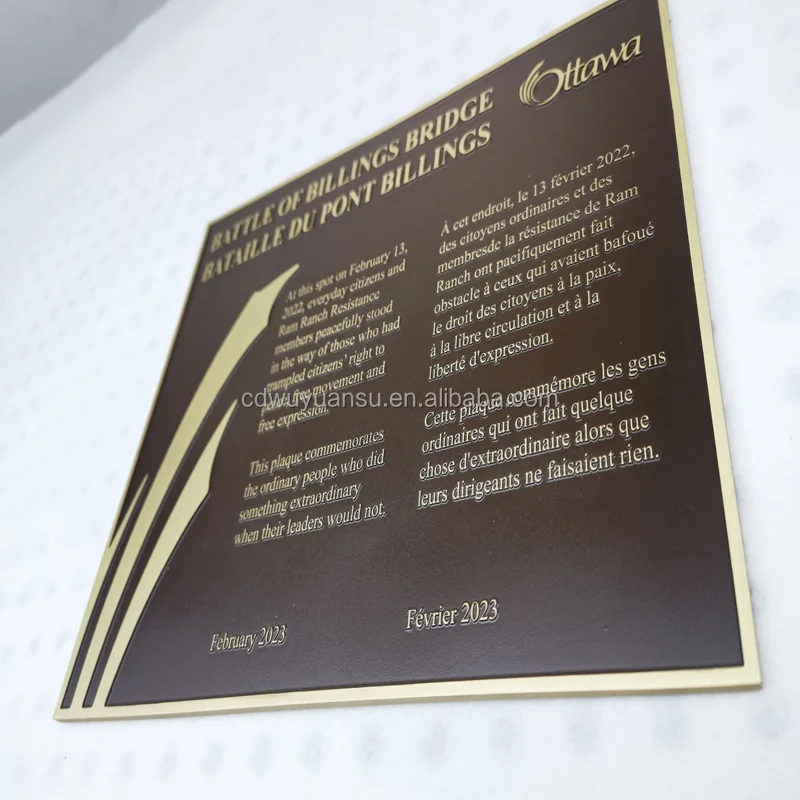 Ottawa
BATTLE OF BILLINGS BRIDGE
BATAILLE DU PONT BILLINGS
At this spot on February 13,
2022, everyday citizens and
Ram Ranch Resistance
members peacefully stood
in the way of those who had
trampled citizens' right to
peace, free movement and
free expression.
This plaque commemorates
the ordinary people who did
something extraordinary
when their leaders would not.
February 2023
À cet endroit, le 13 février 2022,
des citoyens ordinaires et des
membresde la résistance de Ram
Ranch ont pacifiquement fait
obstacle à ceux qui avaient bafoué
le droit des citoyens à la paix,
à la libre circulation et à la
liberté d'expression.
Cette plaque commémore les gens
ordinaires qui ont fait quelque
chose d'extraordinaire alors que
leurs dirigeants ne faisaient rien.
Février 2023
cdwuyuansu.en.alibaba.com